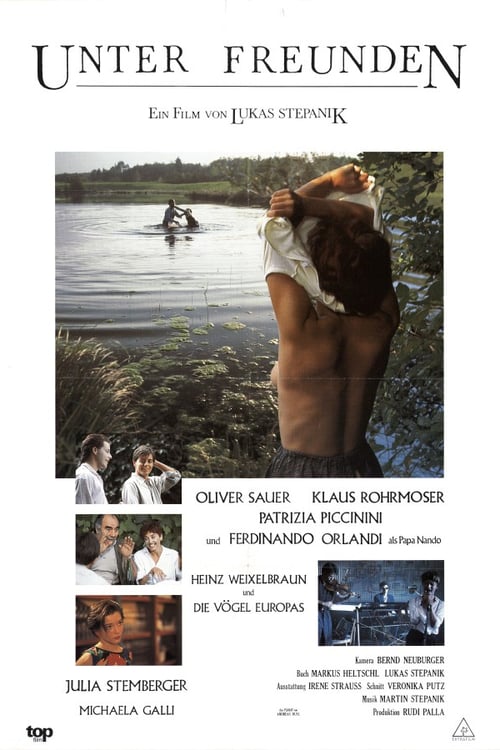 UNTER FREUNDEN
EIN FILM VON LUKAS STEPANIK
OLIVER SAUER KLAUS ROHRMOSER
PATRIZIA PICCININI
und FERDINANDO ORLANDI als Papa Nando
HEINZ WEIXELBRAUN
und
DIE VÖGEL EUROPAS
JULIA STEMBERGER
MICHAELA GALLI
Kamera BERND NEUBURGER
Buch MARKUS HELTSCHL LUKAS STEPANIK
Ausstattung IRENE STRAUSS Schnitt VERONIKA PUTZ
Musik MARTIN STEPANIK
Produktion RUDI PALLA
top
film